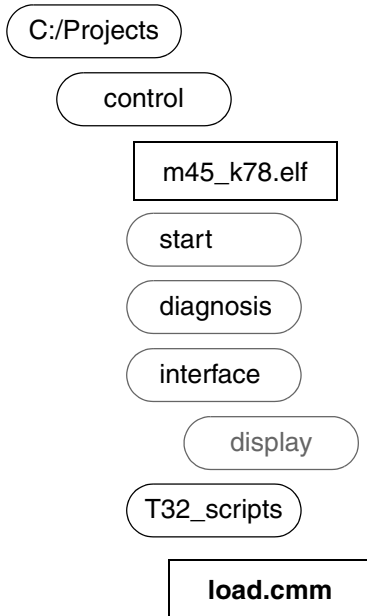 C:/Projects
control
m45_k78.elf
start
diagnosis
interface
display
T32_scripts
load.cmm